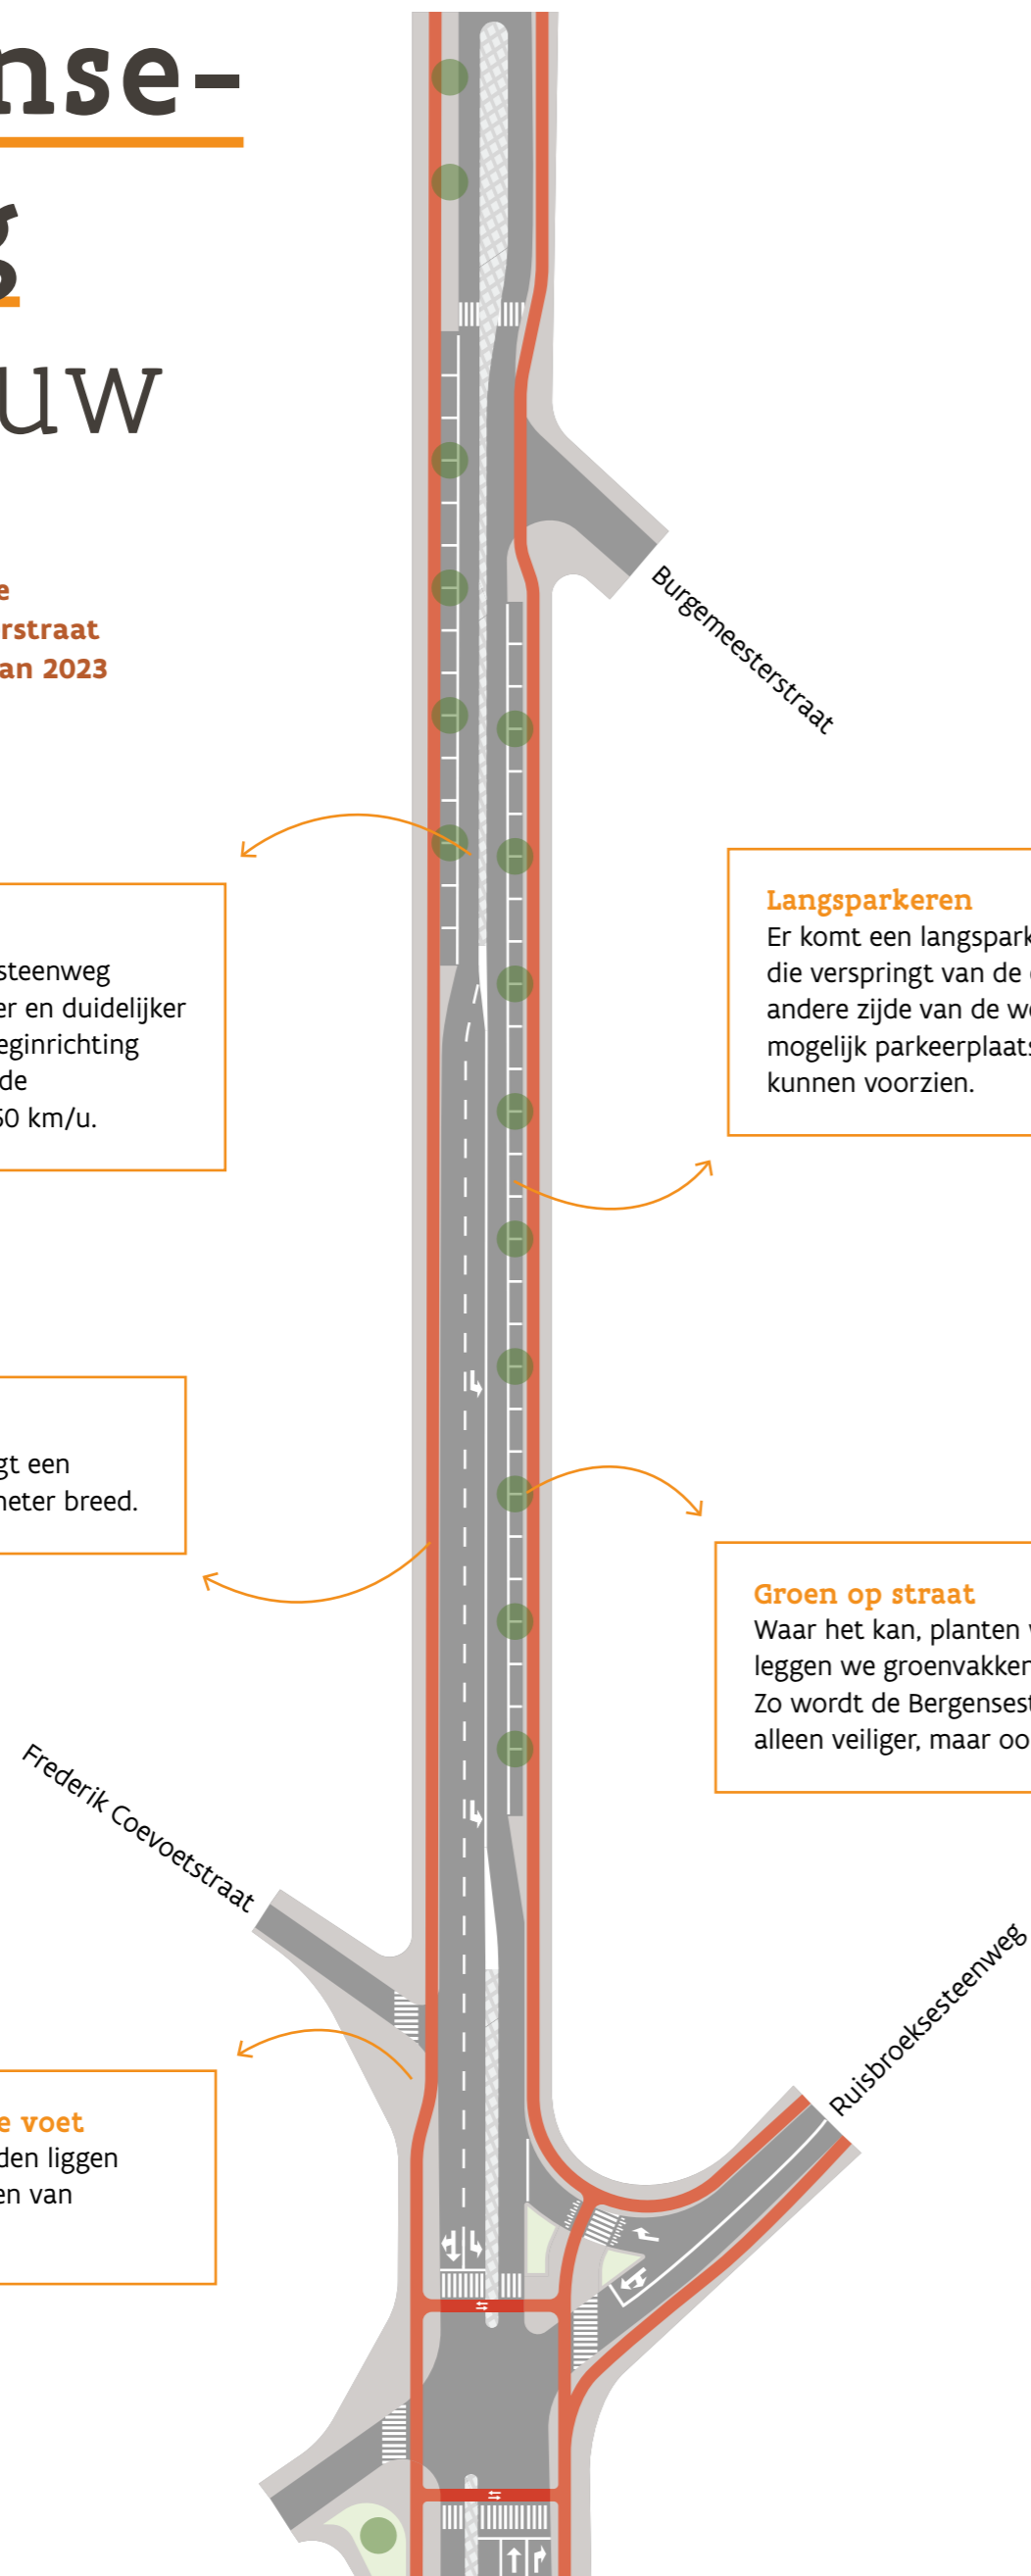 nse-
g
uw
e
rstraat
an 2023
steenweg
er en duidelijker
eginrichting
de
50 km/u.
gt een
neter breed.
e voet
den liggen
en van
Burgemeesterstraat
Langsparkeren
Er komt een langspark
die verspringt van de
andere zijde van de we
mogelijk parkeerplaats
kunnen voorzien.
Groen op straat
Waar het kan, planten
leggen we groenvakken
Zo wordt de Bergensest
alleen veiliger, maar oo
Frederik Coevoetstraat
Ruisbroeksesteenweg